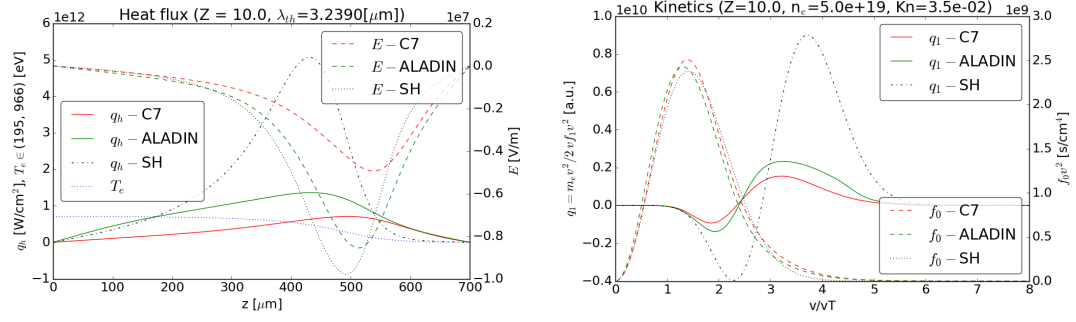 Heat flux (Z = 10.0, λth=3.2390[μm])
6 1e12
1e7
5
4
3
2
1
0
−1
qh [W/cm²], Te ∈ (195, 966) [eV]
0 100 200 300 400 500 600 700
z [μm]
0.2
0.0
−0.2
−0.4
−0.6
−0.8
−1.0
E [V/m]
E − C7
E − ALADIN
E − SH
qh − C7
qh − ALADIN
qh − SH
Te
Kinetics (Z=10.0, ne=5.0e+19, Kn=3.5e-02)
1.0 1e10
1e9
0.8
0.6
0.4
0.2
0.0
−0.2
−0.4
q1 = mev²/2 vf1v² [a.u.]
0 1 2 3 4 5 6 7 8
v/vT
3.0
2.5
2.0
1.5
1.0
0.5
0.0
f0v² [s/cm⁴]
q1 − C7
q1 − ALADIN
q1 − SH
f0 − C7
f0 − ALADIN
f0 − SH